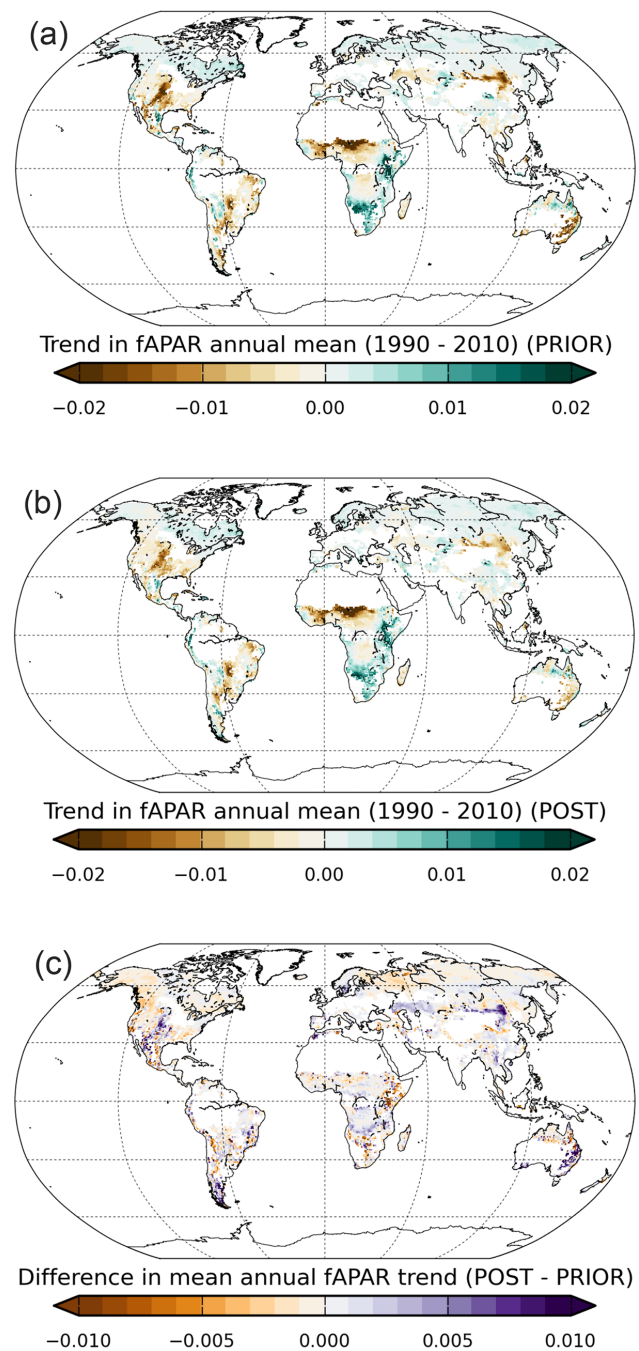 (a)
Trend in fAPAR annual mean (1990 - 2010) (PRIOR)
−0.02 −0.01 0.00 0.01 0.02
(b)
Trend in fAPAR annual mean (1990 - 2010) (POST)
−0.02 −0.01 0.00 0.01 0.02
(c)
Difference in mean annual fAPAR trend (POST - PRIOR)
−0.010 −0.005 0.000 0.005 0.010